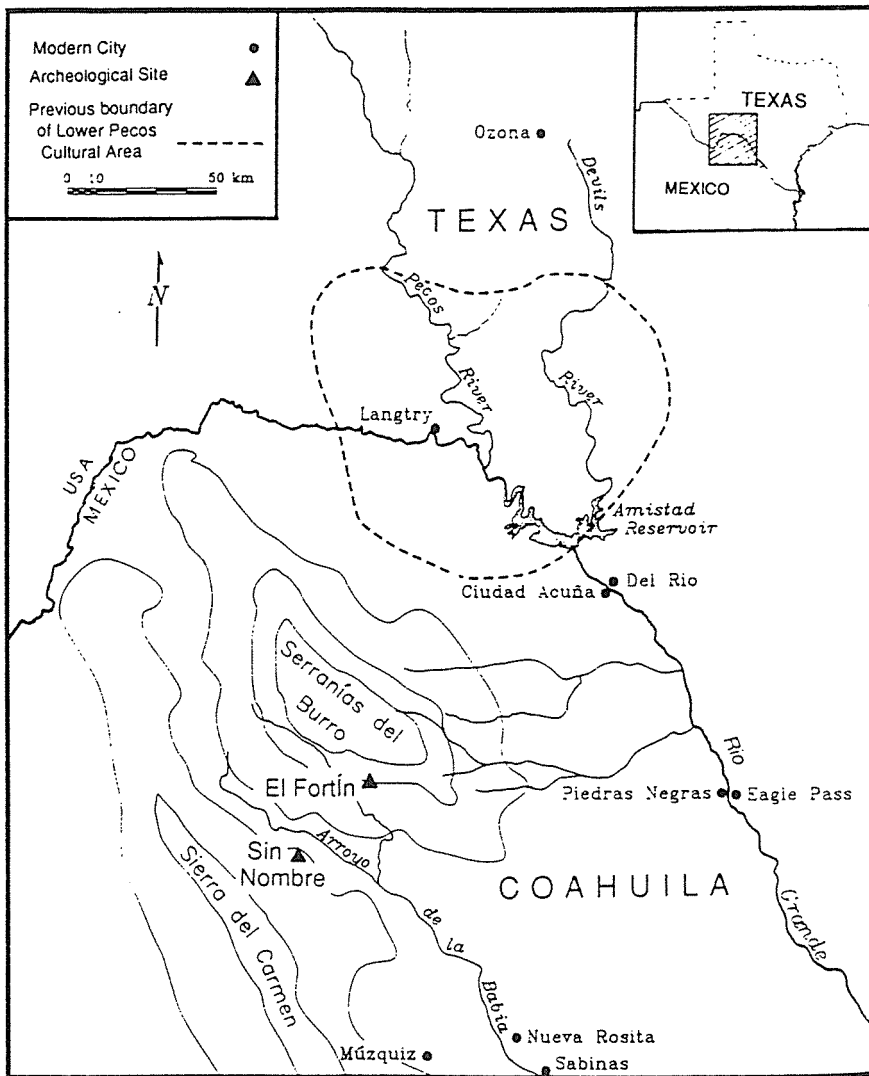 Modern City
Archeological Site
Previous boundary
of Lower Pecos
Cultural Area
0 10 50 km
N
TEXAS
MEXICO
Ozona
Devils
TEXAS
Pecos
River
River
Langtry
USA
MEXICO
Amistad
Reservoir
Del Rio
Ciudad Acuña
Serranías del
Burro
El Fortín
Rio
Piedras Negras
Eagle Pass
Sin
Nombre
Arroyo
COAHUILA
Sierra del Carmen
de
la
Babia
Grande
Nueva Rosita
Múzquiz
Sabinas